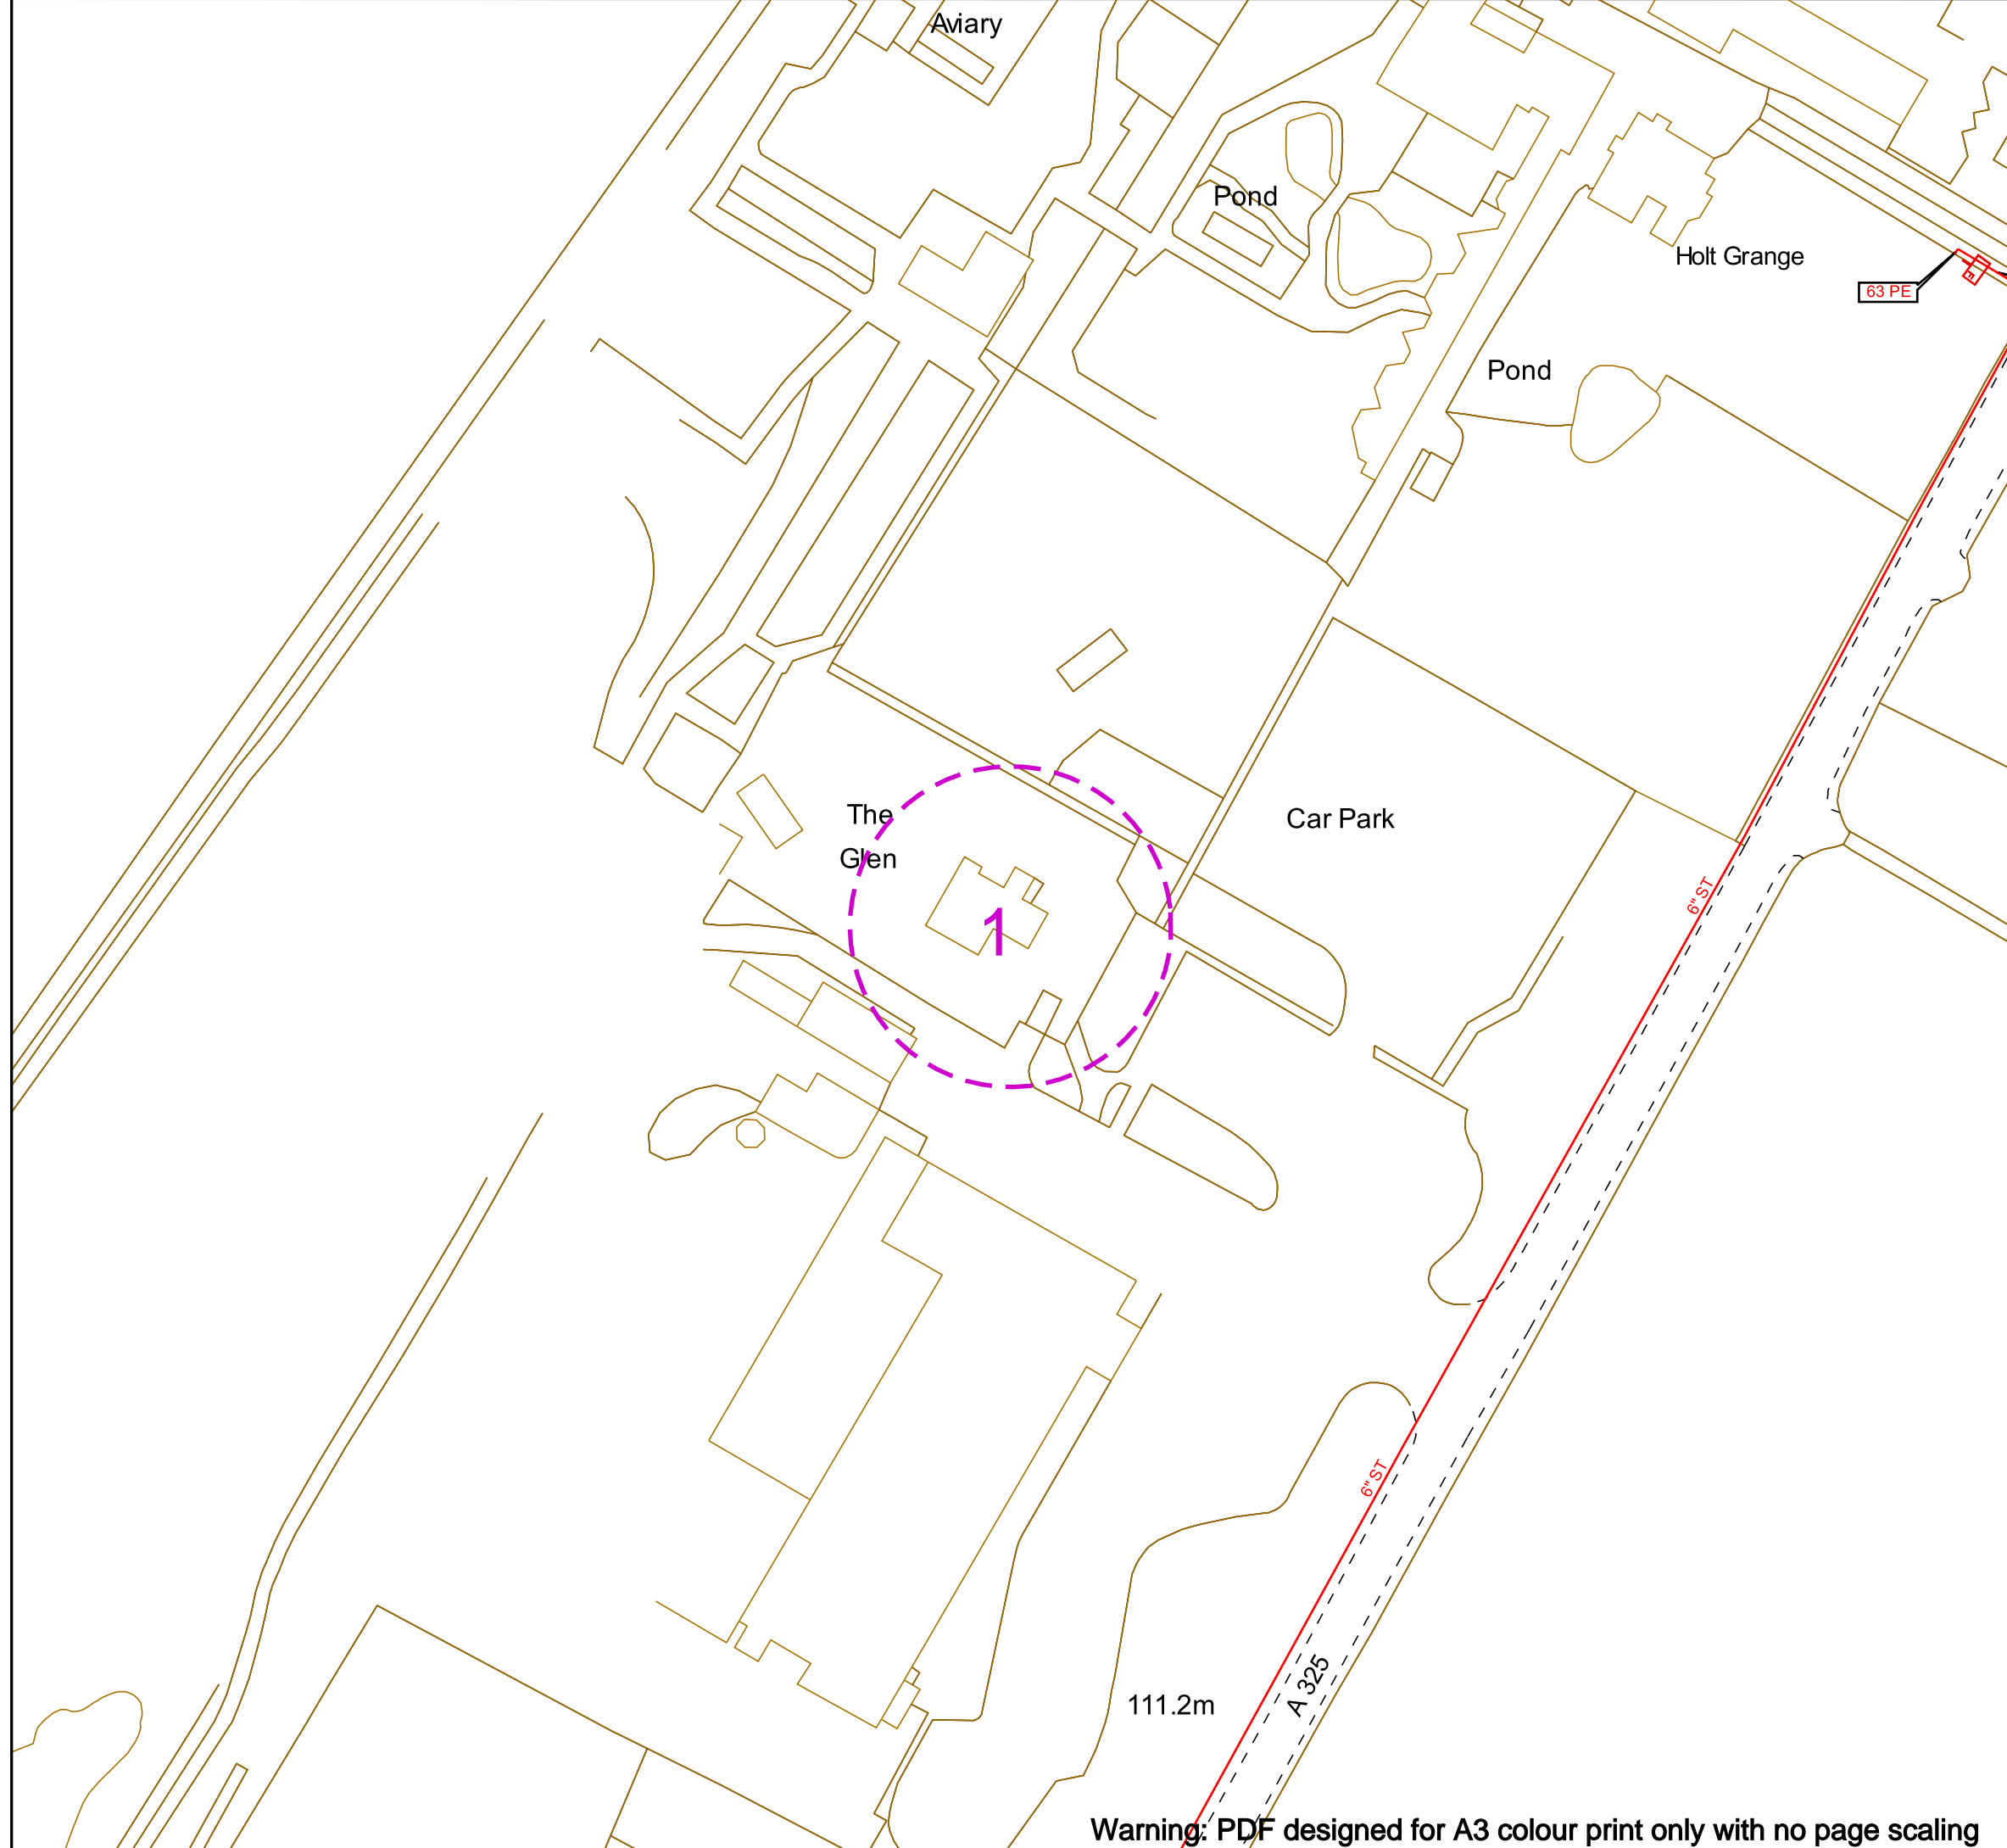 Aviary
Pond
Holt Grange
63 PE
E
Pond
The
Glen
Car Park
6" ST
1
6" ST
A 325
111.2m
Warning: PDF designed for A3 colour print only with no page scaling